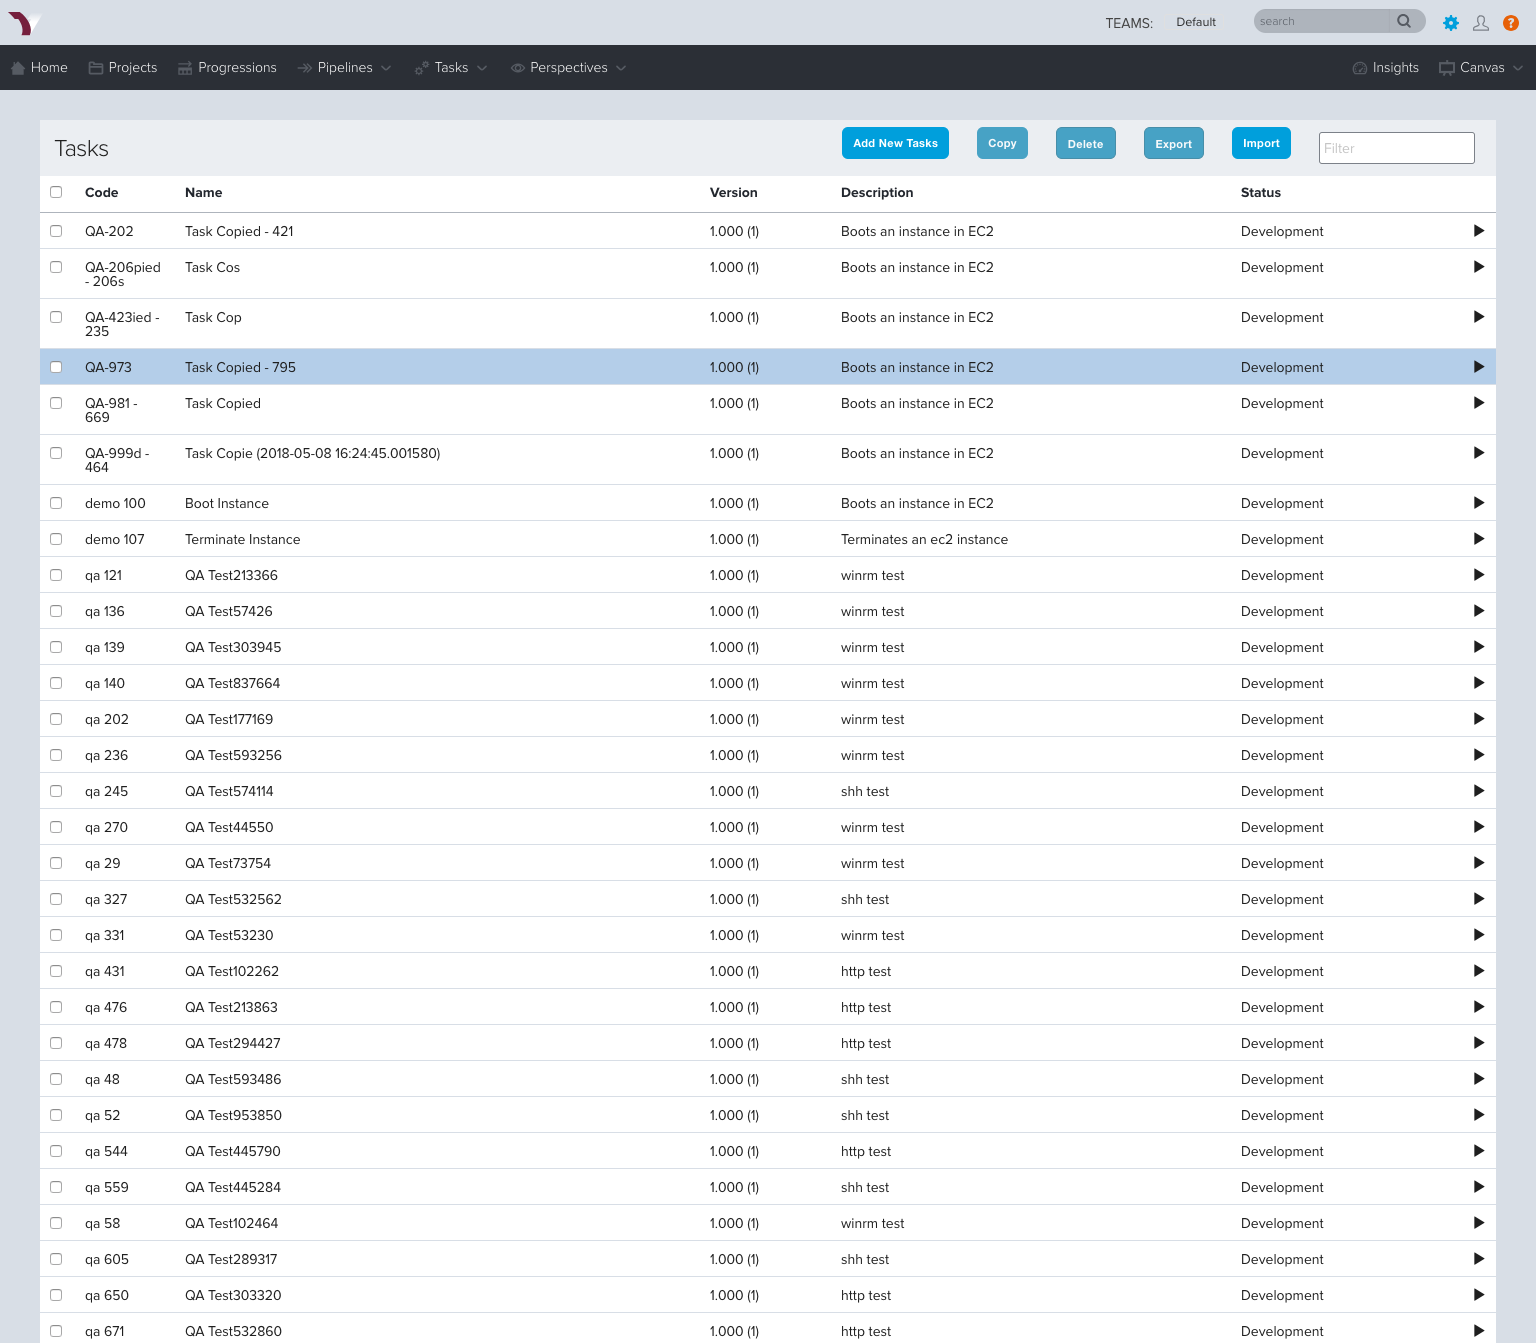 TEAMS: Default search ?
Home Projects Progressions Pipelines Tasks Perspectives Insights Canvas
Tasks Add New Tasks Copy Delete Export Import Filter
Code Name Version Description Status
QA-202 Task Copied - 421 1.000 (1) Boots an instance in EC2 Development
QA-206pied Task Cos 1.000 (1) Boots an instance in EC2 Development
- 206s
QA-423ied - Task Cop 1.000 (1) Boots an instance in EC2 Development
235
QA-973 Task Copied - 795 1.000 (1) Boots an instance in EC2 Development
QA-981 - Task Copied 1.000 (1) Boots an instance in EC2 Development
669
QA-999d - Task Copie (2018-05-08 16:24:45.001580) 1.000 (1) Boots an instance in EC2 Development
464
demo 100 Boot Instance 1.000 (1) Boots an instance in EC2 Development
demo 107 Terminate Instance 1.000 (1) Terminates an ec2 instance Development
qa 121 QA Test213366 1.000 (1) winrm test Development
qa 136 QA Test57426 1.000 (1) winrm test Development
qa 139 QA Test303945 1.000 (1) winrm test Development
qa 140 QA Test837664 1.000 (1) winrm test Development
qa 202 QA Test177169 1.000 (1) winrm test Development
qa 236 QA Test593256 1.000 (1) winrm test Development
qa 245 QA Test574114 1.000 (1) shh test Development
qa 270 QA Test44550 1.000 (1) winrm test Development
qa 29 QA Test73754 1.000 (1) winrm test Development
qa 327 QA Test532562 1.000 (1) shh test Development
qa 331 QA Test53230 1.000 (1) winrm test Development
qa 431 QA Test102262 1.000 (1) http test Development
qa 476 QA Test213863 1.000 (1) http test Development
qa 478 QA Test294427 1.000 (1) http test Development
qa 48 QA Test593486 1.000 (1) shh test Development
qa 52 QA Test953850 1.000 (1) shh test Development
qa 544 QA Test445790 1.000 (1) http test Development
qa 559 QA Test445284 1.000 (1) shh test Development
qa 58 QA Test102464 1.000 (1) winrm test Development
qa 605 QA Test289317 1.000 (1) shh test Development
qa 650 QA Test303320 1.000 (1) http test Development
qa 671 QA Test532860 1.000 (1) http test Development